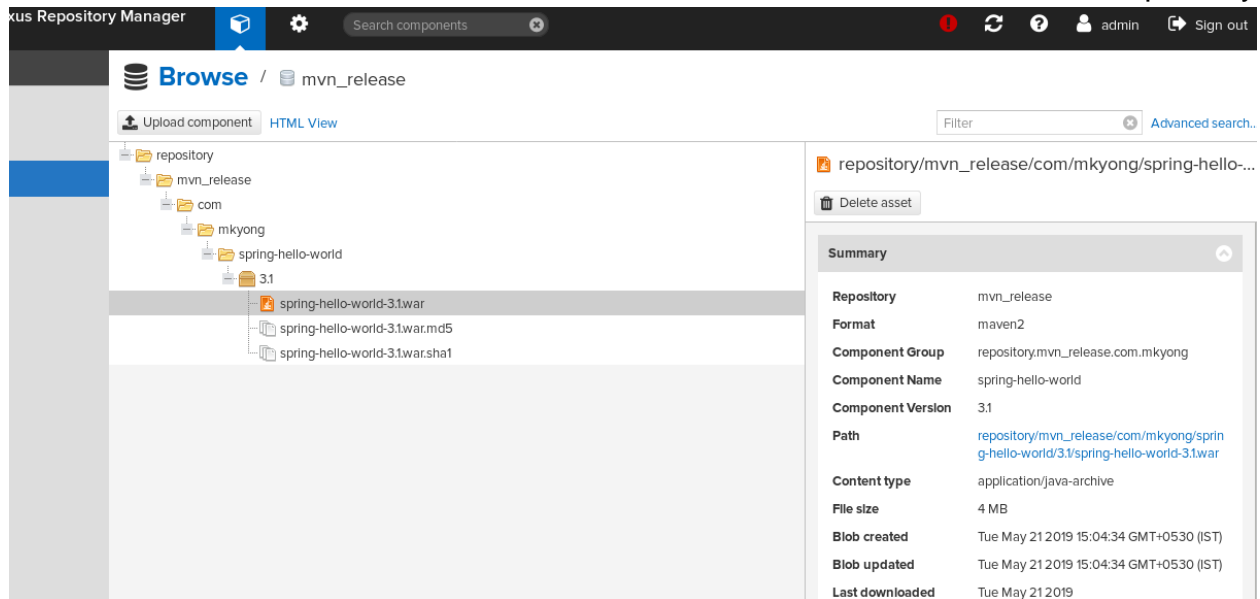 xus Repository Manager
Search components
admin
Sign out
Browse / mvn_release
Upload component
HTML View
Filter
Advanced search...
repository
mvn_release
com
mkyong
spring-hello-world
3.1
spring-hello-world-3.1.war
spring-hello-world-3.1.war.md5
spring-hello-world-3.1.war.sha1
repository/mvn_release/com/mkyong/spring-hello-...
Delete asset
Summary
Repository mvn_release
Format maven2
Component Group repository.mvn_release.com.mkyong
Component Name spring-hello-world
Component Version 3.1
Path repository/mvn_release/com/mkyong/sprin
g-hello-world/3.1/spring-hello-world-3.1.war
Content type application/java-archive
File size 4 MB
Blob created Tue May 21 2019 15:04:34 GMT+0530 (IST)
Blob updated Tue May 21 2019 15:04:34 GMT+0530 (IST)
Last downloaded Tue May 21 2019